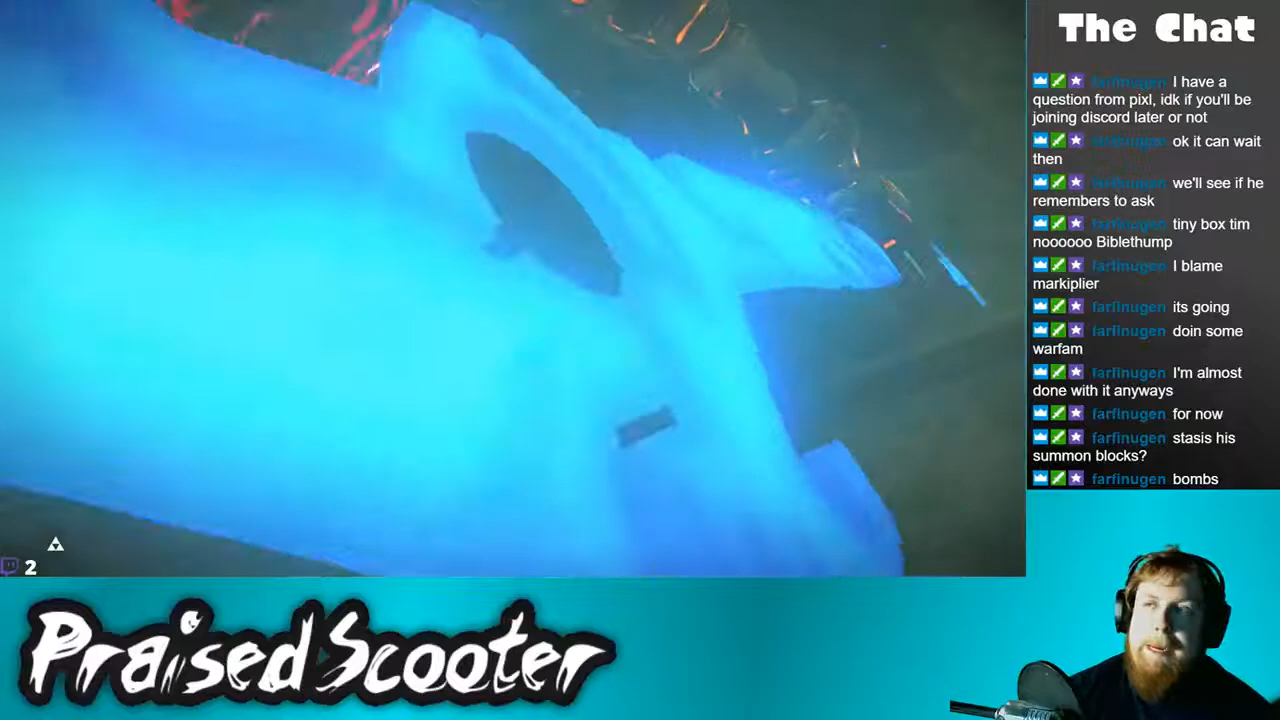 The Chat
farfinugen I have a
question from pixl, idk if you'll be
joining discord later or not
farfinugen ok it can wait
then
farfinugen we'll see if he
remembers to ask
farfinugen tiny box tim
noooooo Biblethump
farfinugen I blame
markiplier
farfinugen its going
farfinugen doin some
warfam
farfinugen I'm almost
done with it anyways
farfinugen for now
farfinugen stasis his
summon blocks?
farfinugen bombs
2
Praised Scooter